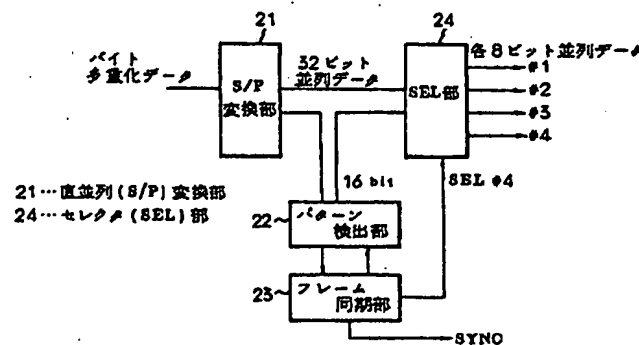 21
24
バイト
多重化データ
S/P
変換部
32ビット
並列データ
SEL部
各8ビット並列データ
#1
#2
#3
#4
16 bit
SEL #4
21…直並列(S/P)変換部
24…セレクタ(SEL)部
22
パターン
検出部
23
フレーム
同期部
SYNC